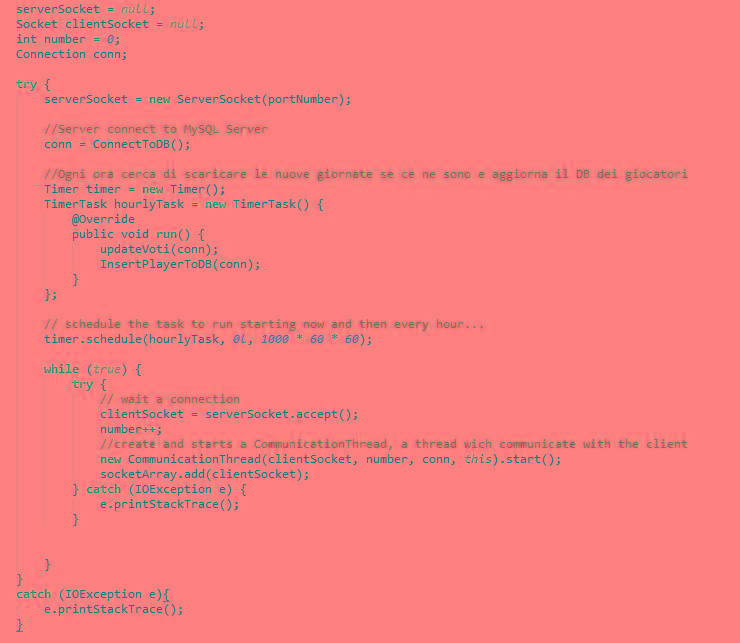 serverSocket = null;
Socket clientSocket = null;
int number = 0;
Connection conn;
try {
serverSocket = new ServerSocket(portNumber);
//Server connect to MySQL Server
conn = ConnectToDB();
//Ogni ora cerca di scaricare le nuove giornate se ce ne sono e aggiorna il DB dei giocatori
Timer timer = new Timer();
TimerTask hourlyTask = new TimerTask() {
@Override
public void run() {
updateVoti(conn);
InsertPlayerToDB(conn);
}
};
// schedule the task to run starting now and then every hour...
timer.schedule(hourlyTask, 0l, 1000 * 60 * 60);
while (true) {
try {
// wait a connection
clientSocket = serverSocket.accept();
number++;
//create and starts a CommunicationThread, a thread wich communicate with the client
new CommunicationThread(clientSocket, number, conn, this).start();
socketArray.add(clientSocket);
} catch (IOException e) {
e.printStackTrace();
}
}
}
catch (IOException e){
e.printStackTrace();
}